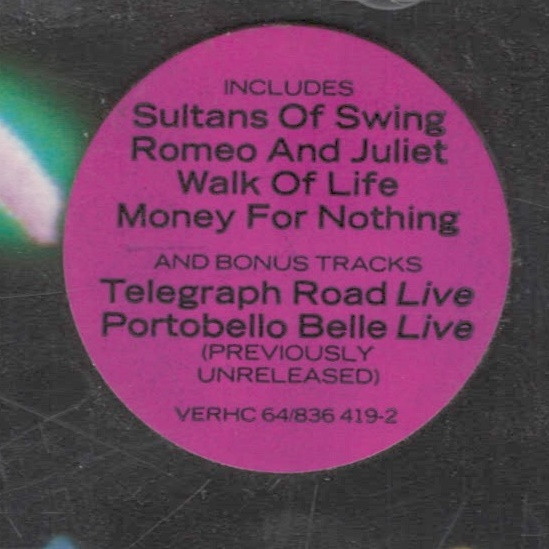 INCLUDES
Sultans Of Swing
Romeo And Juliet
Walk Of Life
Money For Nothing
AND BONUS TRACKS
Telegraph Road Live
Portobello Belle Live
(PREVIOUSLY
UNRELEASED)
VERHC 64/836 419-2